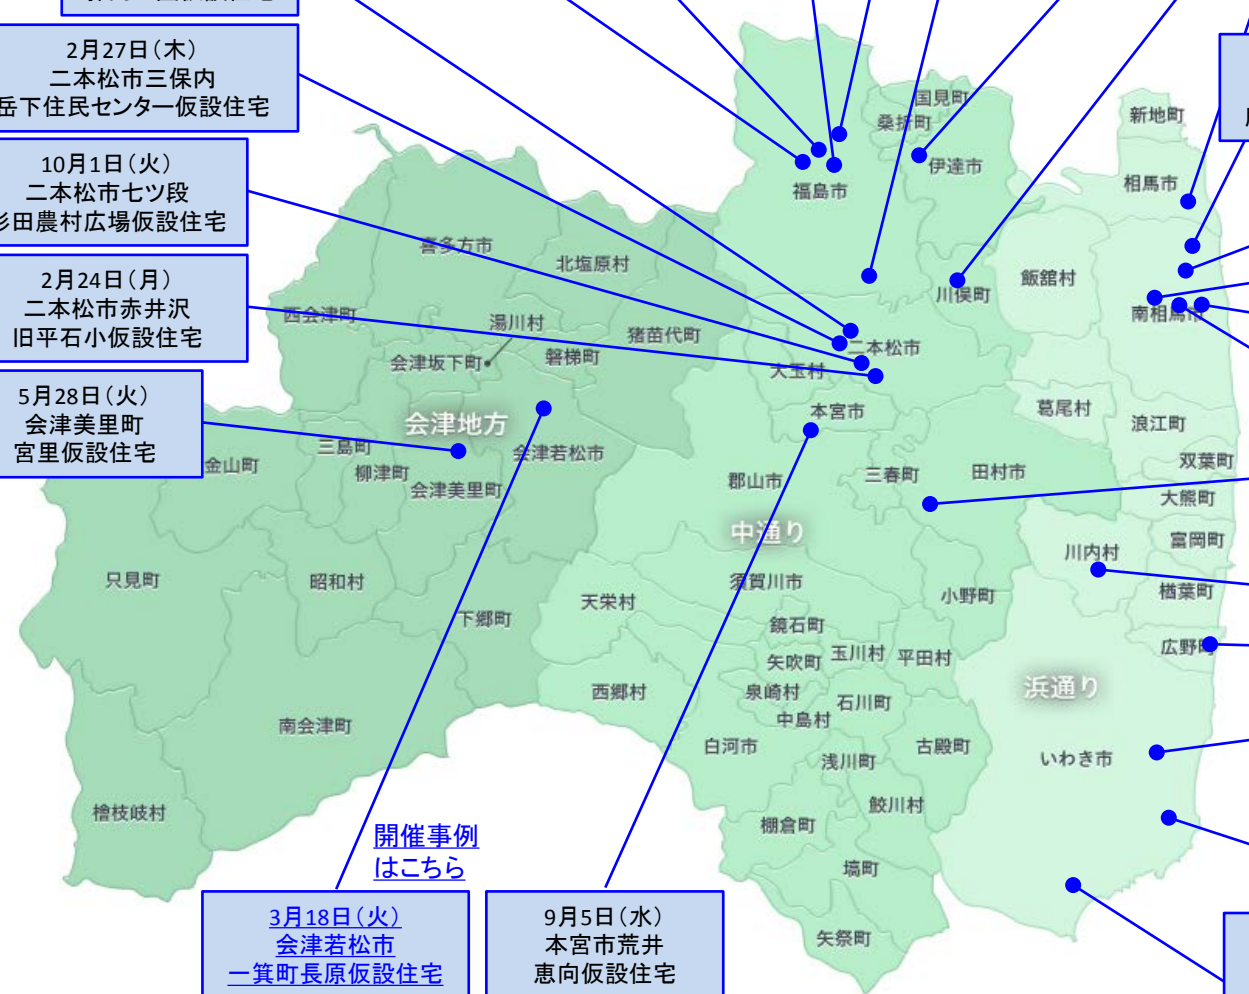 2月27日(木)
二本松市三保内
岳下住民センター仮設住宅
10月1日(火)
二本松市七ツ段
杉田農村広場仮設住宅
2月24日(月)
二本松市赤井沢
旧平石小仮設住宅
5月28日(火)
会津美里町
宮里仮設住宅
国見町
桑折町
伊達市
福島市
新地町
相馬市
喜多方市
北塩原村
飯舘村
川俣町
南相馬市
西会津町
湯川村
猪苗代町
会津坂下町
磐梯町
二本松市
大玉村
本宮市
葛尾村
浪江町
会津地方
三島町
会津若松市
金山町
柳津町
会津美里町
郡山市
三春町
田村市
双葉町
大熊町
中通り
富岡町
川内村
楢葉町
只見町
昭和村
須賀川市
天栄村
小野町
下郷町
鏡石町
広野町
矢吹町
玉川村
平田村
浜通り
西郷村
泉崎村
石川町
中島村
南会津町
白河市
浅川町
古殿町
いわき市
檜枝岐村
鮫川村
棚倉町
塙町
矢祭町
開催事例
はこちら
3月18日(火)
会津若松市
一箕町長原仮設住宅
9月5日(水)
本宮市荒井
恵向仮設住宅